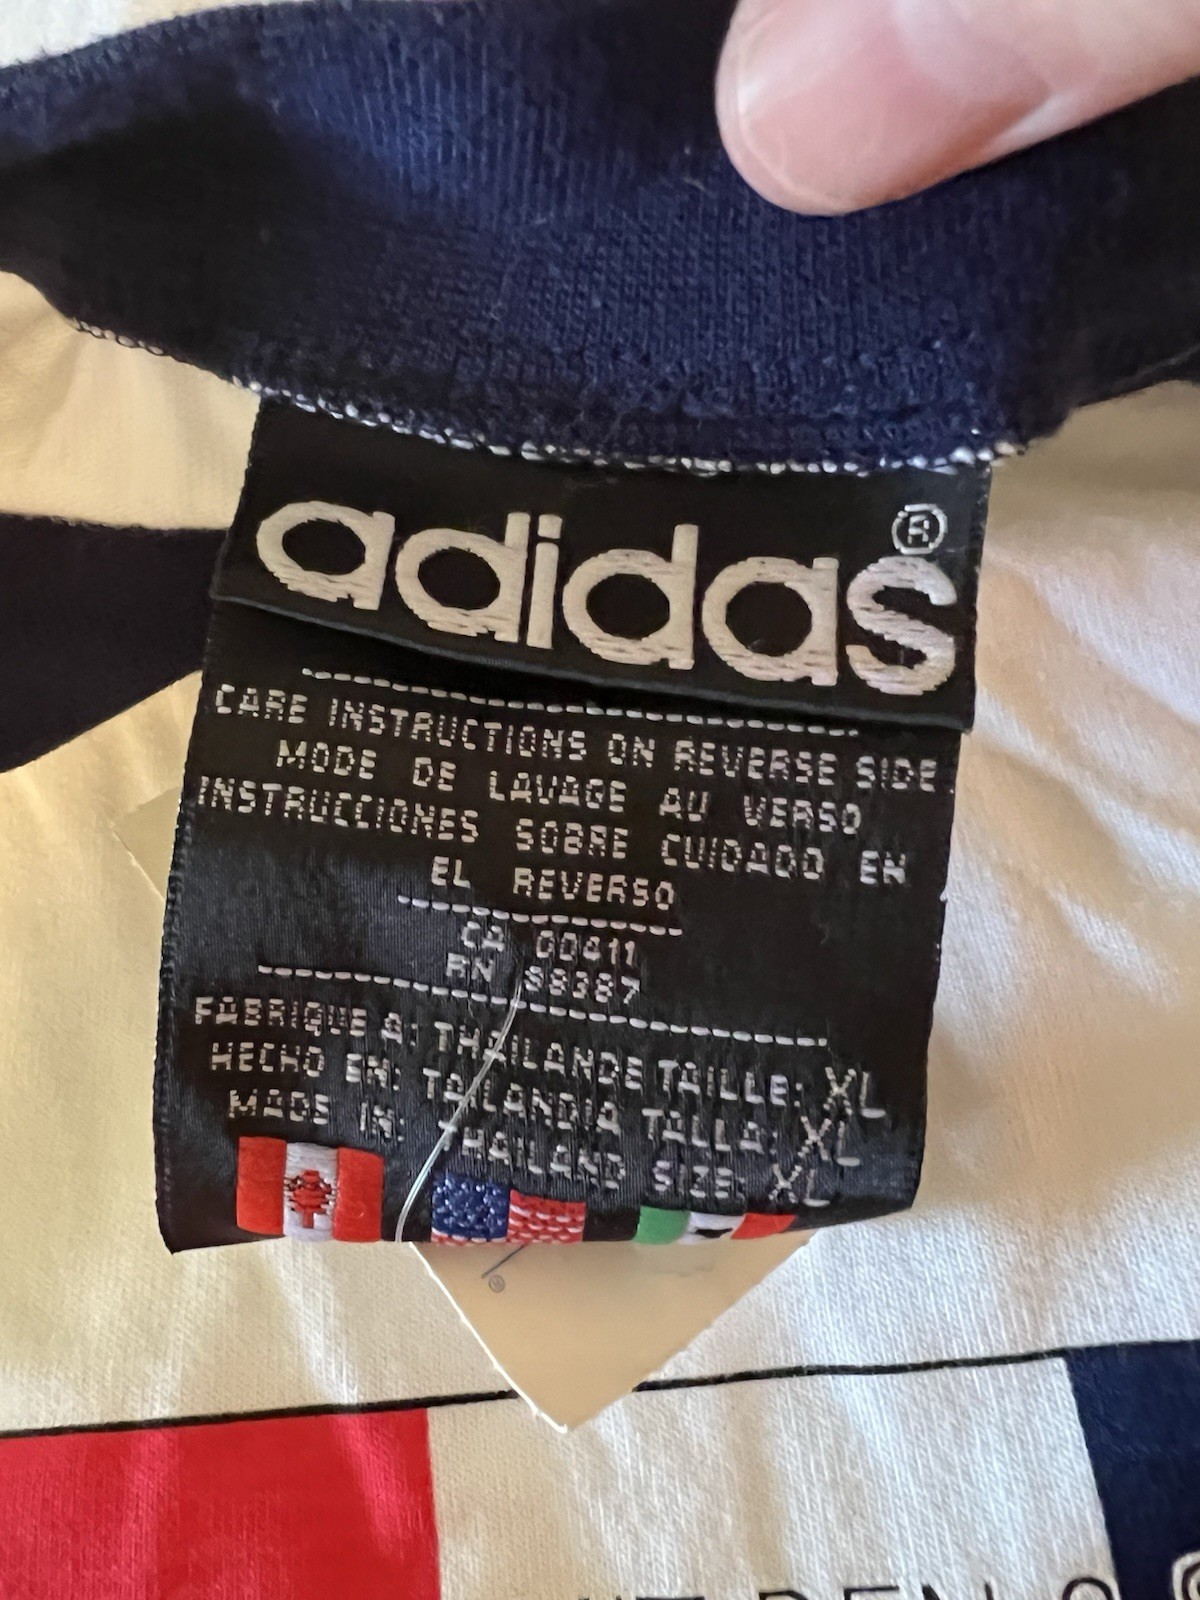 adidas®
CARE INSTRUCTIONS ON REVERSE SIDE
MODE DE LAVAGE AU VERSO
INSTRUCCIONES SOBRE CUIDADO EN
EL REVERSO
CA 00411
RN 88387
FABRIQUE A: THAILANDE TAILLE: XL
HECHO EN: TAILANDIA TALLA: XL
MADE IN: THAILAND SIZE: XL
®